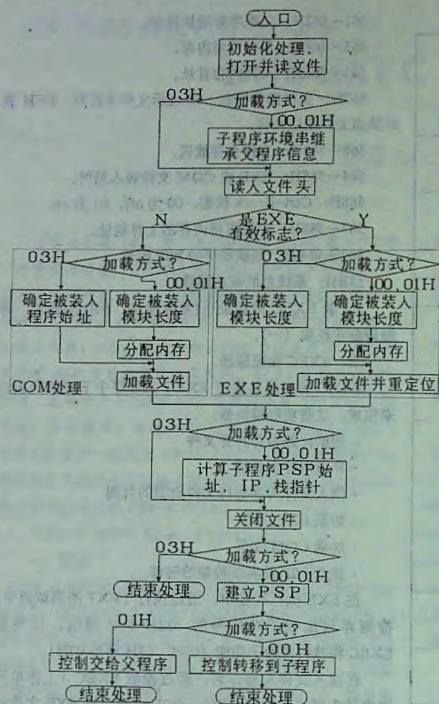 入口
初始化处理、
打开并读文件
03H
加载方式？
00,01H
子程序环境串继
承父程序信息
读入文件头
N
是EXE
有效标志？
Y
03H
加载方式？
00,01H
03H
加载方式？
00,01H
确定被装入
程序始址
确定被装入
模块长度
确定被装入
模块长度
确定被装入
模块长度
分配内存
分配内存
COM处理
加载文件
EXE处理
加载文件并重定位
03H
加载方式？
00,01H
计算子程序PSP始
址、IP、栈指针
关闭文件
03H
加载方式？
00,01H
结束处理
建立PSP
01H
加载方式？
00H
控制交给父程序
控制转移到子程序
结束处理
结束处理